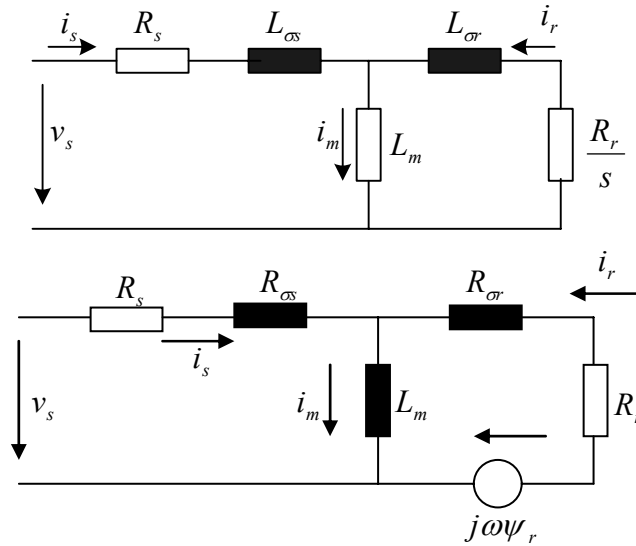 i_s
R_s
L_σs
L_σr
i_r
v_s
i_m
L_m
R_r
s
R_s
R_σs
R_σr
i_r
i_s
v_s
i_m
L_m
jωψ_r